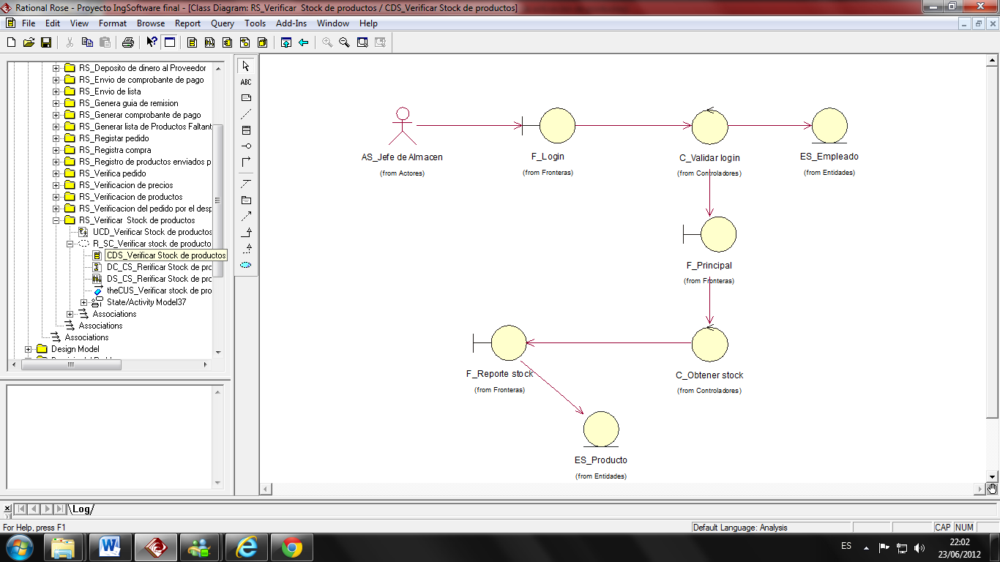 Rational Rose - Proyecto IngSoftware final - [Class Diagram: RS_Verificar  Stock de productos / CDS_Verificar Stock de productos]
File Edit View Format Browse Report Query Tools Add-Ins Window Help
RS_Deposito de dinero al Proveedor
RS_Envio de comprobante de pago
RS_Envio de lista
RS_Genera guia de remision
RS_Generar comprobante de pago
RS_Generar lista de Productos Faltant
RS_Registrar pedido
RS_Registra compra
RS_Registro de productos enviados p
RS_Verifica pedido
RS_Verificacion de precios
RS_Verificacion de productos
RS_Verificacion del pedido por el desp
RS_Verificar  Stock de productos
UCD_Verificar Stock de productos
R_SC_Verificar stock de producto
CDS_Verificar Stock de productos
DC_CS_Rerificar Stock de prc
DS_CS_Rerificar Stock de prc
theCUS_Verificar stock de pro
State/Activity Model37
Associations
Associations
Associations
Design Model
ABC
AS_Jefe de Almacen
(from Actores)
F_Login
(from Fronteras)
C_Validar login
(from Controladores)
ES_Empleado
(from Entidades)
F_Principal
(from Fronteras)
F_Reporte stock
(from Fronteras)
C_Obtener stock
(from Controladores)
ES_Producto
(from Entidades)
Log
For Help, press F1
Default Language: Analysis
CAP NUM
ES
22:02
23/06/2012